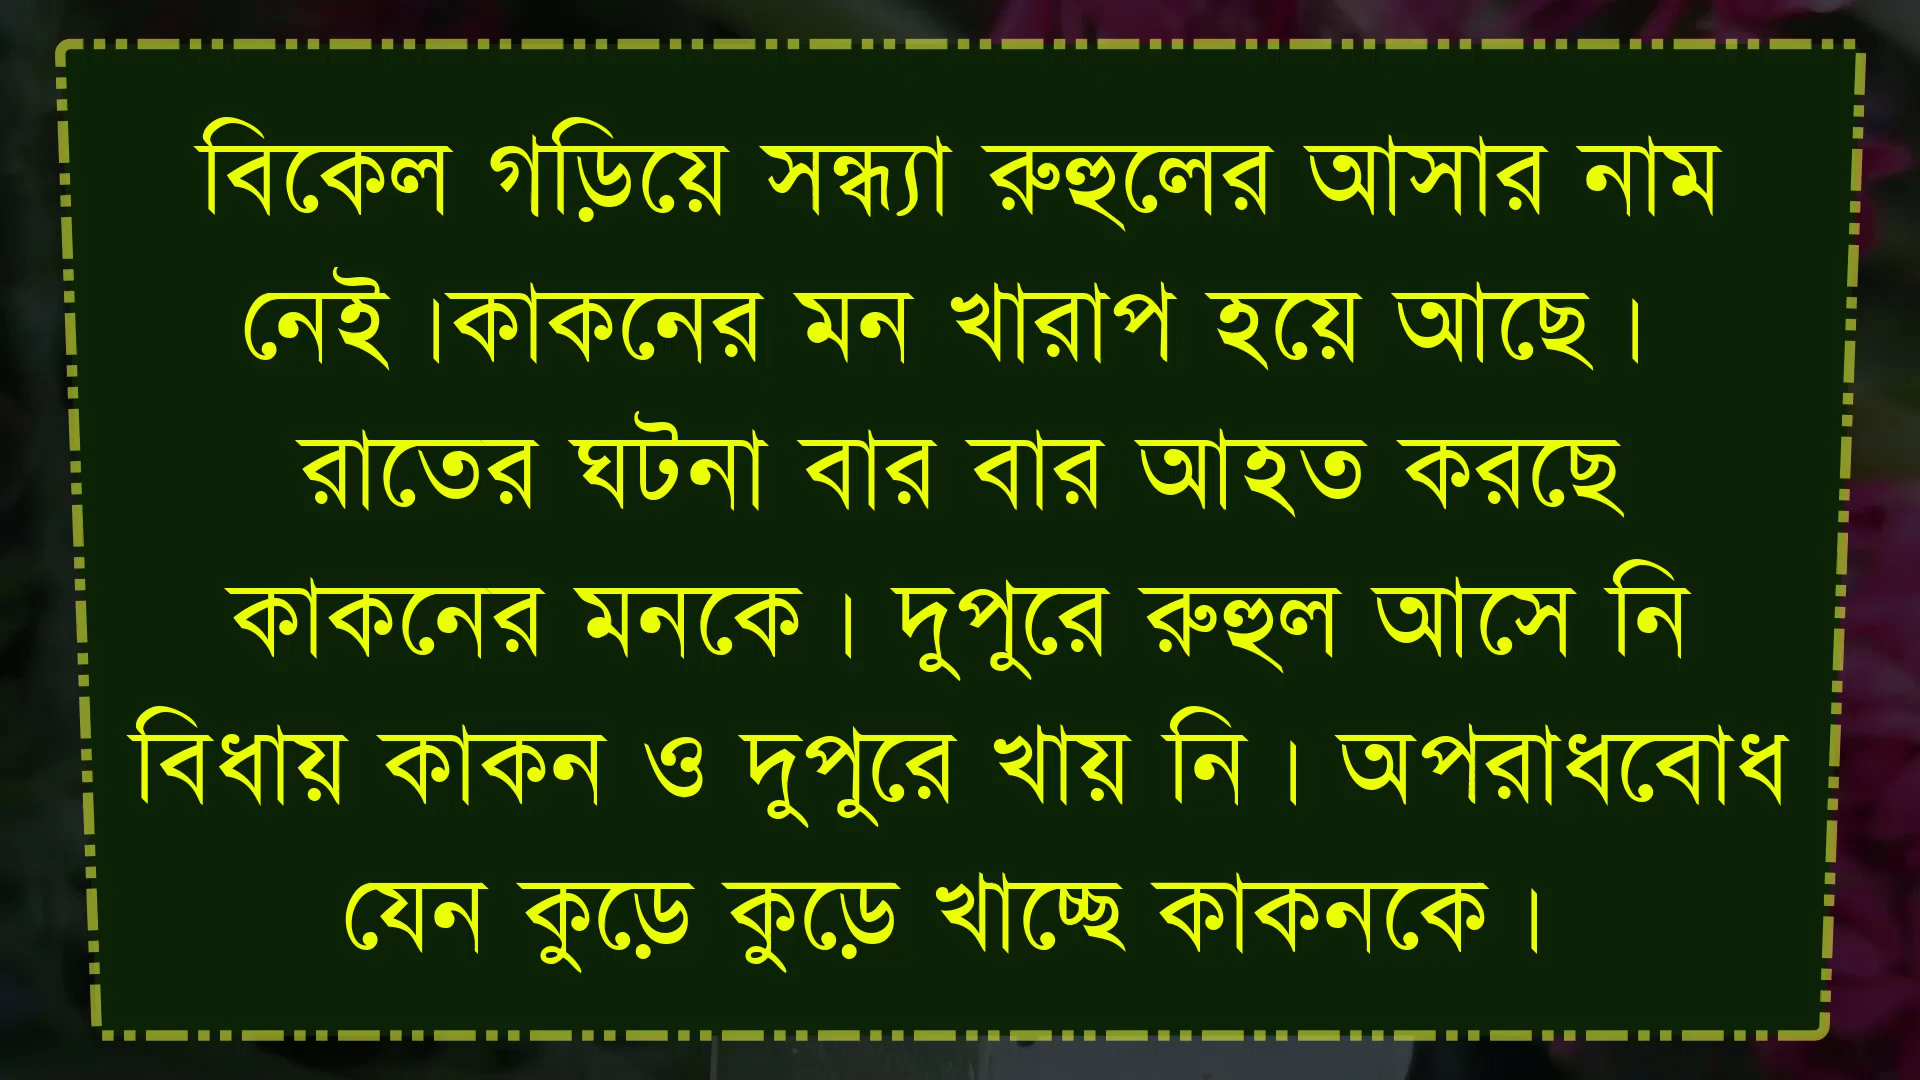 বিকেল গড়িয়ে সন্ধ্যা রুহুলের আসার নাম
নেই ।কাকনের মন খারাপ হয়ে আছে ।
রাতের ঘটনা বার বার আহত করছে
কাকনের মনকে । দুপুরে রুহুল আসে নি
বিধায় কাকন ও দুপুরে খায় নি । অপরাধবোধ
যেন কুড়ে কুড়ে খাচ্ছে কাকনকে ।